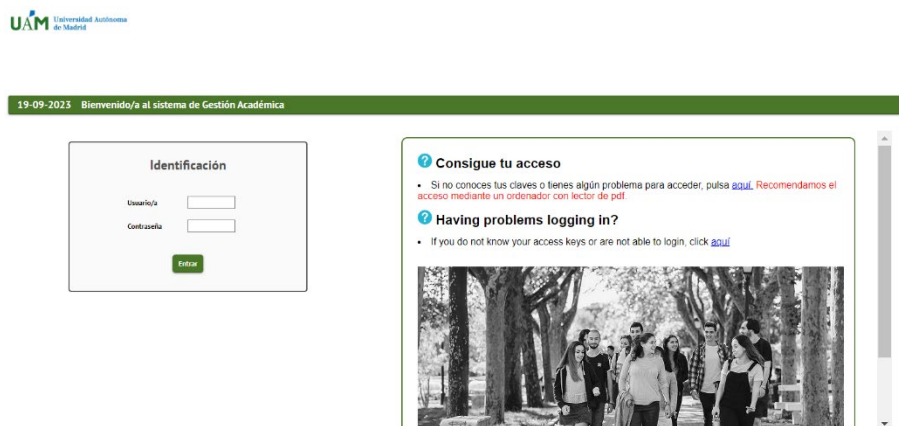 UAM Universidad Autónoma
de Madrid
19-09-2023 Bienvenido/a al sistema de Gestión Académica
Identificación
Usuario/a
Contraseña
Entrar
? Consigue tu acceso
• Si no conoces tus claves o tienes algún problema para acceder, pulsa aquí. Recomendamos el
acceso mediante un ordenador con lector de pdf.
? Having problems logging in?
• If you do not know your access keys or are not able to login, click aquí